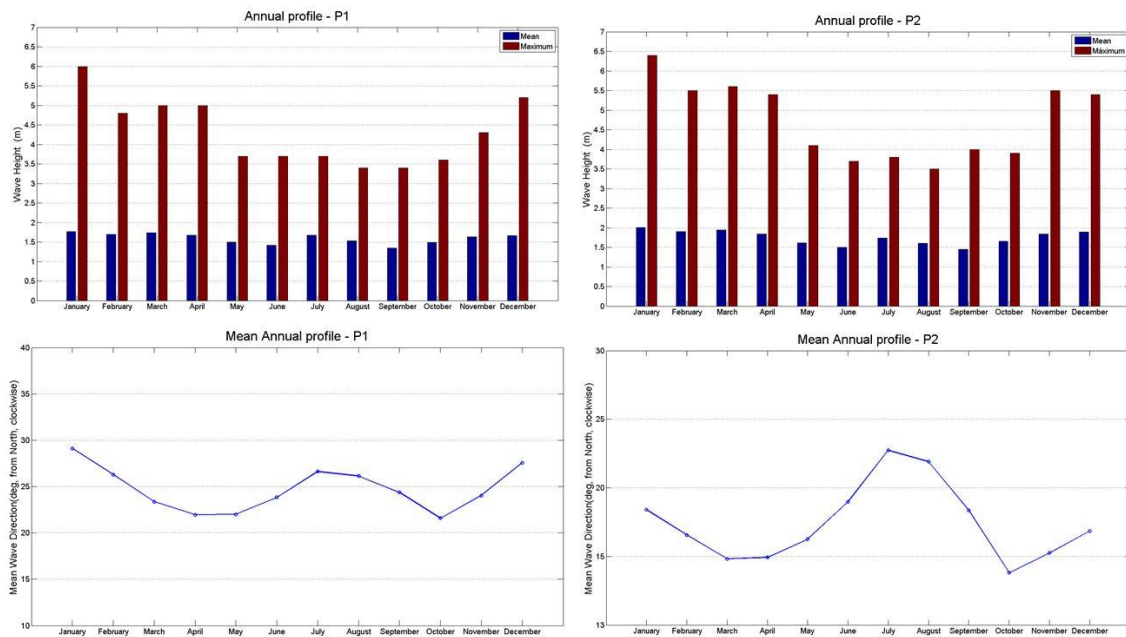 Annual profile - P1
Wave Height (m)
7
6.5
6
5.5
5
4.5
4
3.5
3
2.5
2
1.5
1
0.5
0
Mean
Maximum
January February March April May June July August September October November December
Annual profile - P2
Wave Height (m)
7
6.5
6
5.5
5
4.5
4
3.5
3
2.5
2
1.5
1
0.5
0
Mean
Máximum
January February March April May June July August September October November December
Mean Annual profile - P1
Mean Wave Direction(deg, from North, clockwise)
40
35
30
25
20
15
10
January February March April May June July August September October November December
Mean Annual profile - P2
Mean Wave Direction(deg, from North, clockwise)
30
25
20
15
13
January February March April May June July August September October November December